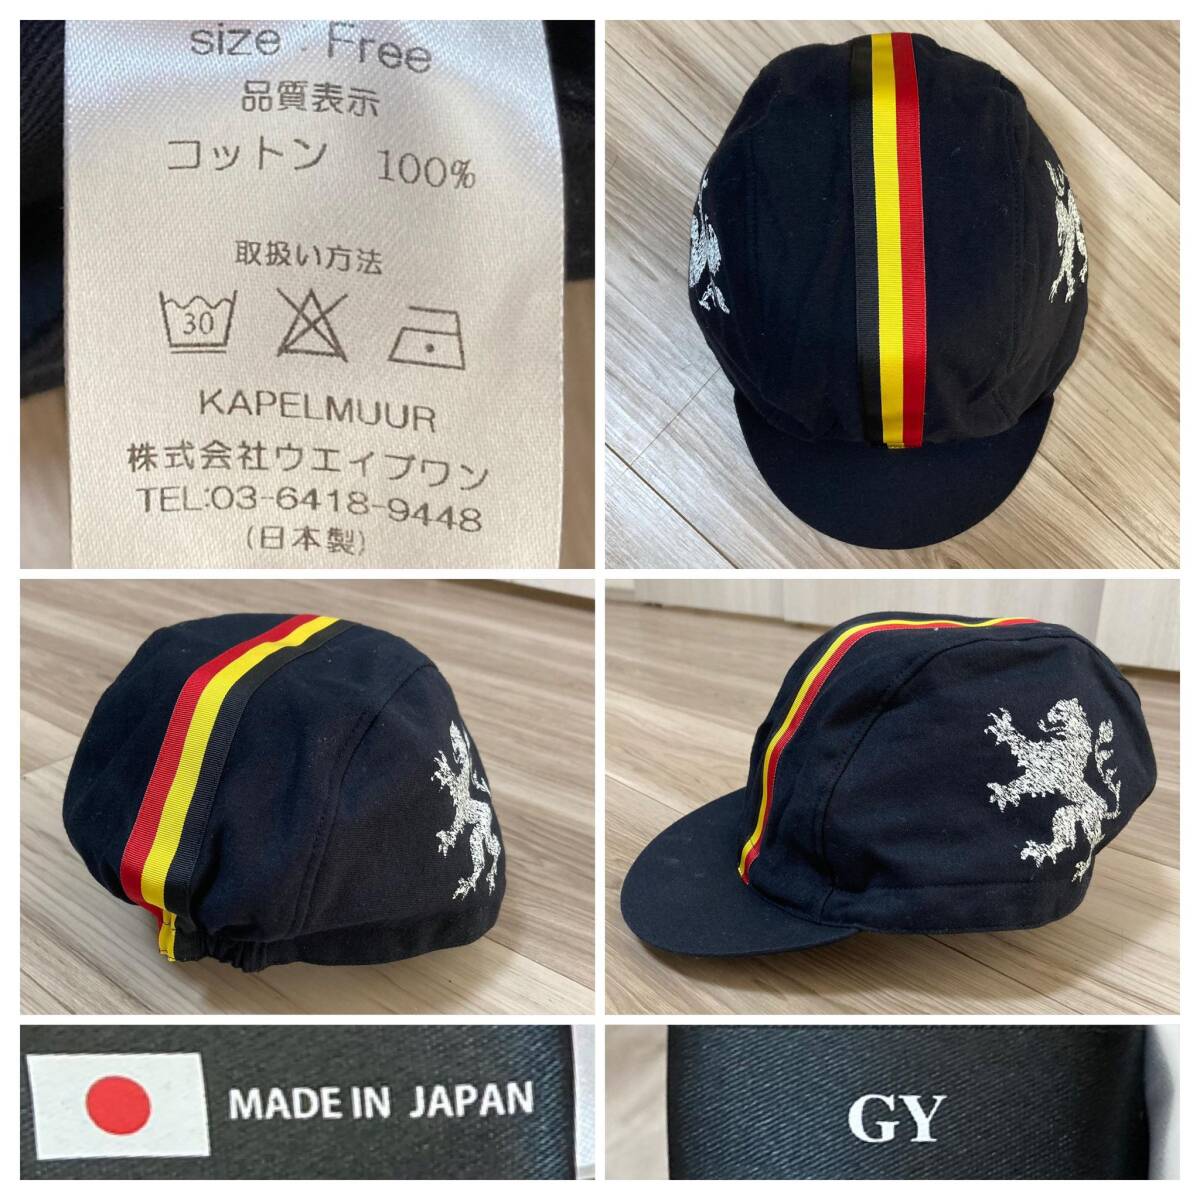 size : Free
品質表示
コットン 100%
取扱い方法
30
KAPELMUUR
株式会社ウエイブワン
TEL:03-6418-9448
(日本製)
MADE IN JAPAN
GY